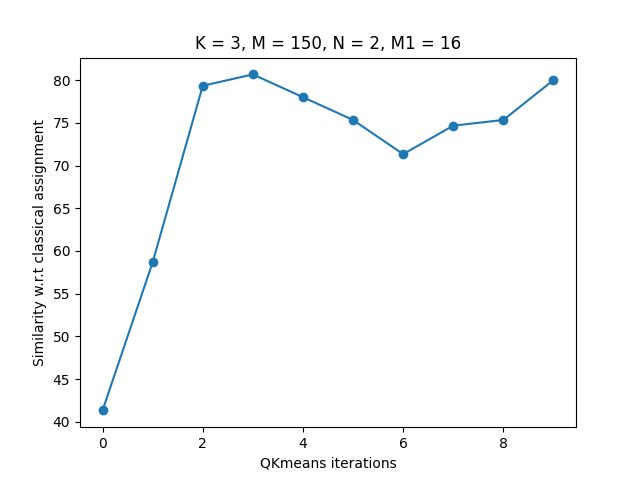 K = 3, M = 150, N = 2, M1 = 16
80
75
70
65
60
55
50
45
40
Similarity w.r.t classical assignment
0 2 4 6 8
QKmeans iterations